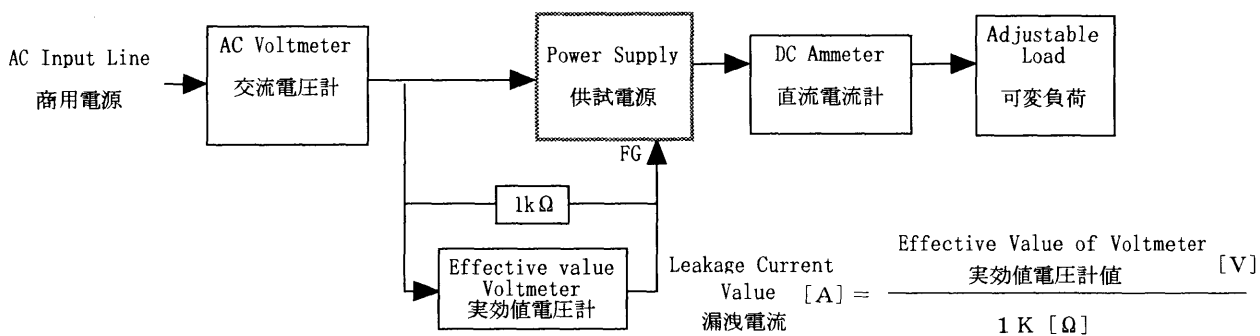 AC Input Line
商用電源
AC Voltmeter
交流電圧計
Power Supply
供試電源
DC Ammeter
直流電流計
Adjustable
Load
可変負荷
FG
1kΩ
Effective value
Voltmeter
実効値電圧計
Leakage Current
Value [A] =
漏洩電流
Effective Value of Voltmeter
実効値電圧計値 [V]
1 K [Ω]